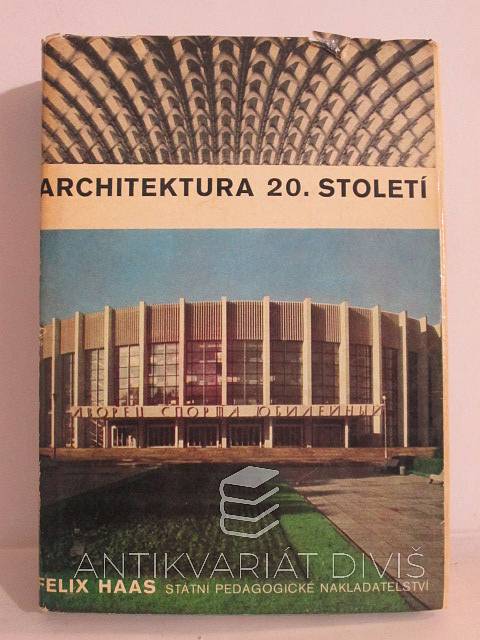 ARCHITEKTURA 20. STOLETÍ
ДВОРЕЦ СПОРТА ЮБИЛЕЙНЫЙ
ANTIKVARIÁT DIVIŠ
FELIX HAAS STÁTNÍ PEDAGOGICKÉ NAKLADATELSTVÍ